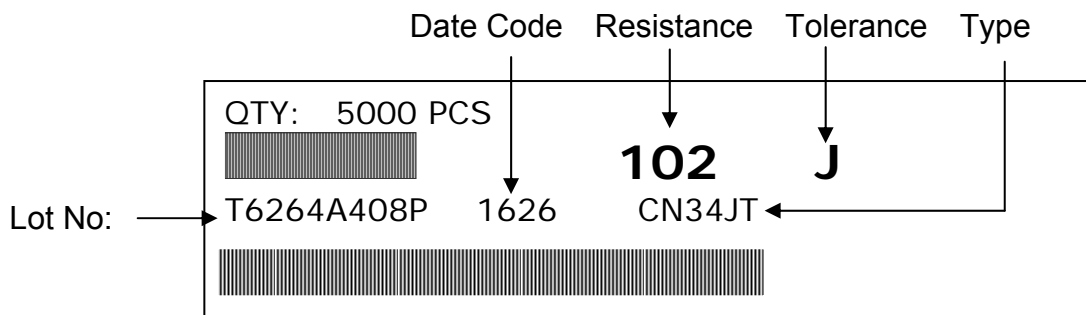 Date Code Resistance Tolerance Type
QTY: 5000 PCS
102 J
Lot No: T6264A408P 1626 CN34JT